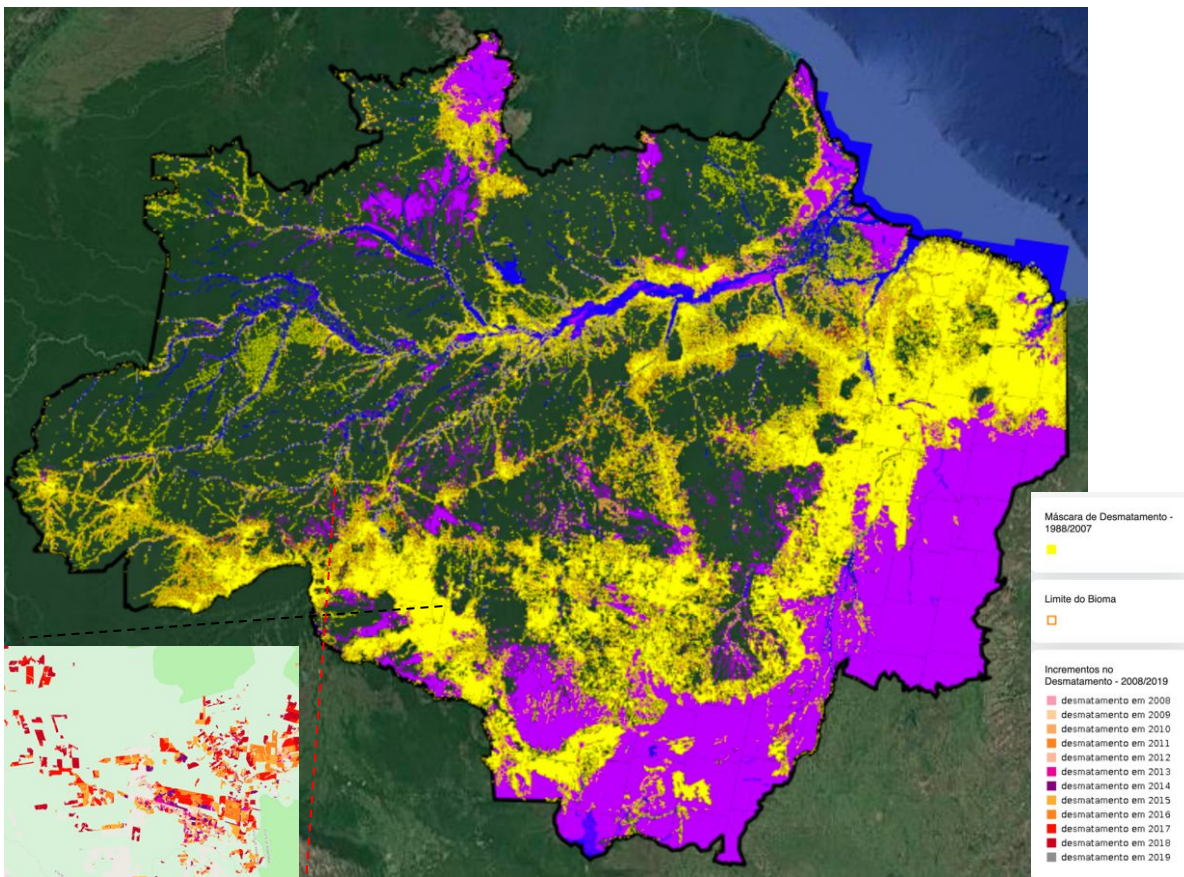 Máscara de Desmatamento -
1988/2007
Limite do Bioma
Incrementos no
Desmatamento - 2008/2019
desmatamento em 2008
desmatamento em 2009
desmatamento em 2010
desmatamento em 2011
desmatamento em 2012
desmatamento em 2013
desmatamento em 2014
desmatamento em 2015
desmatamento em 2016
desmatamento em 2017
desmatamento em 2018
desmatamento em 2019